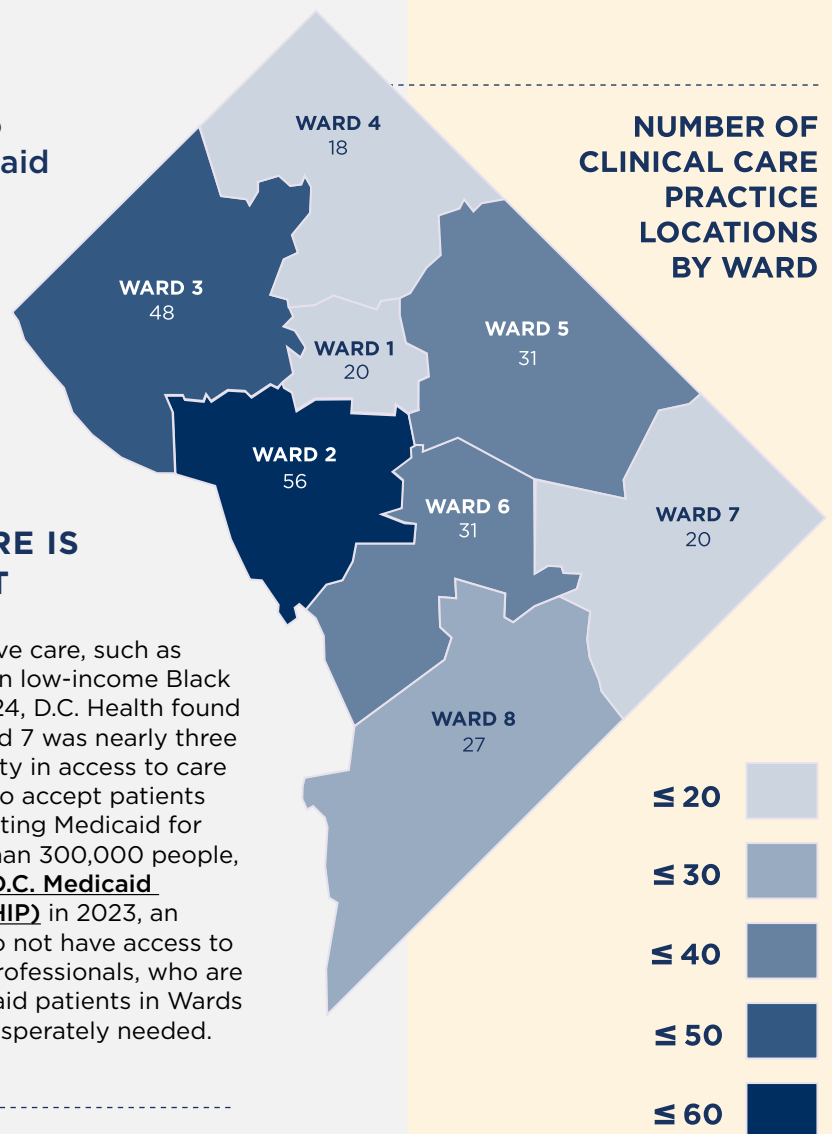 aid
NUMBER OF
CLINICAL CARE
PRACTICE
LOCATIONS
BY WARD
WARD 4
18
WARD 3
48
WARD 5
31
WARD 1
20
WARD 2
56
WARD 6
31
WARD 7
20
WARD 8
27
RE IS
T
ve care, such as
n low-income Black
24, D.C. Health found
d 7 was nearly three
ty in access to care
o accept patients
ting Medicaid for
an 300,000 people,
D.C. Medicaid
HIP) in 2023, an
o not have access to
rofessionals, who are
aid patients in Wards
sperately needed.
≤ 20
≤ 30
≤ 40
≤ 50
≤ 60